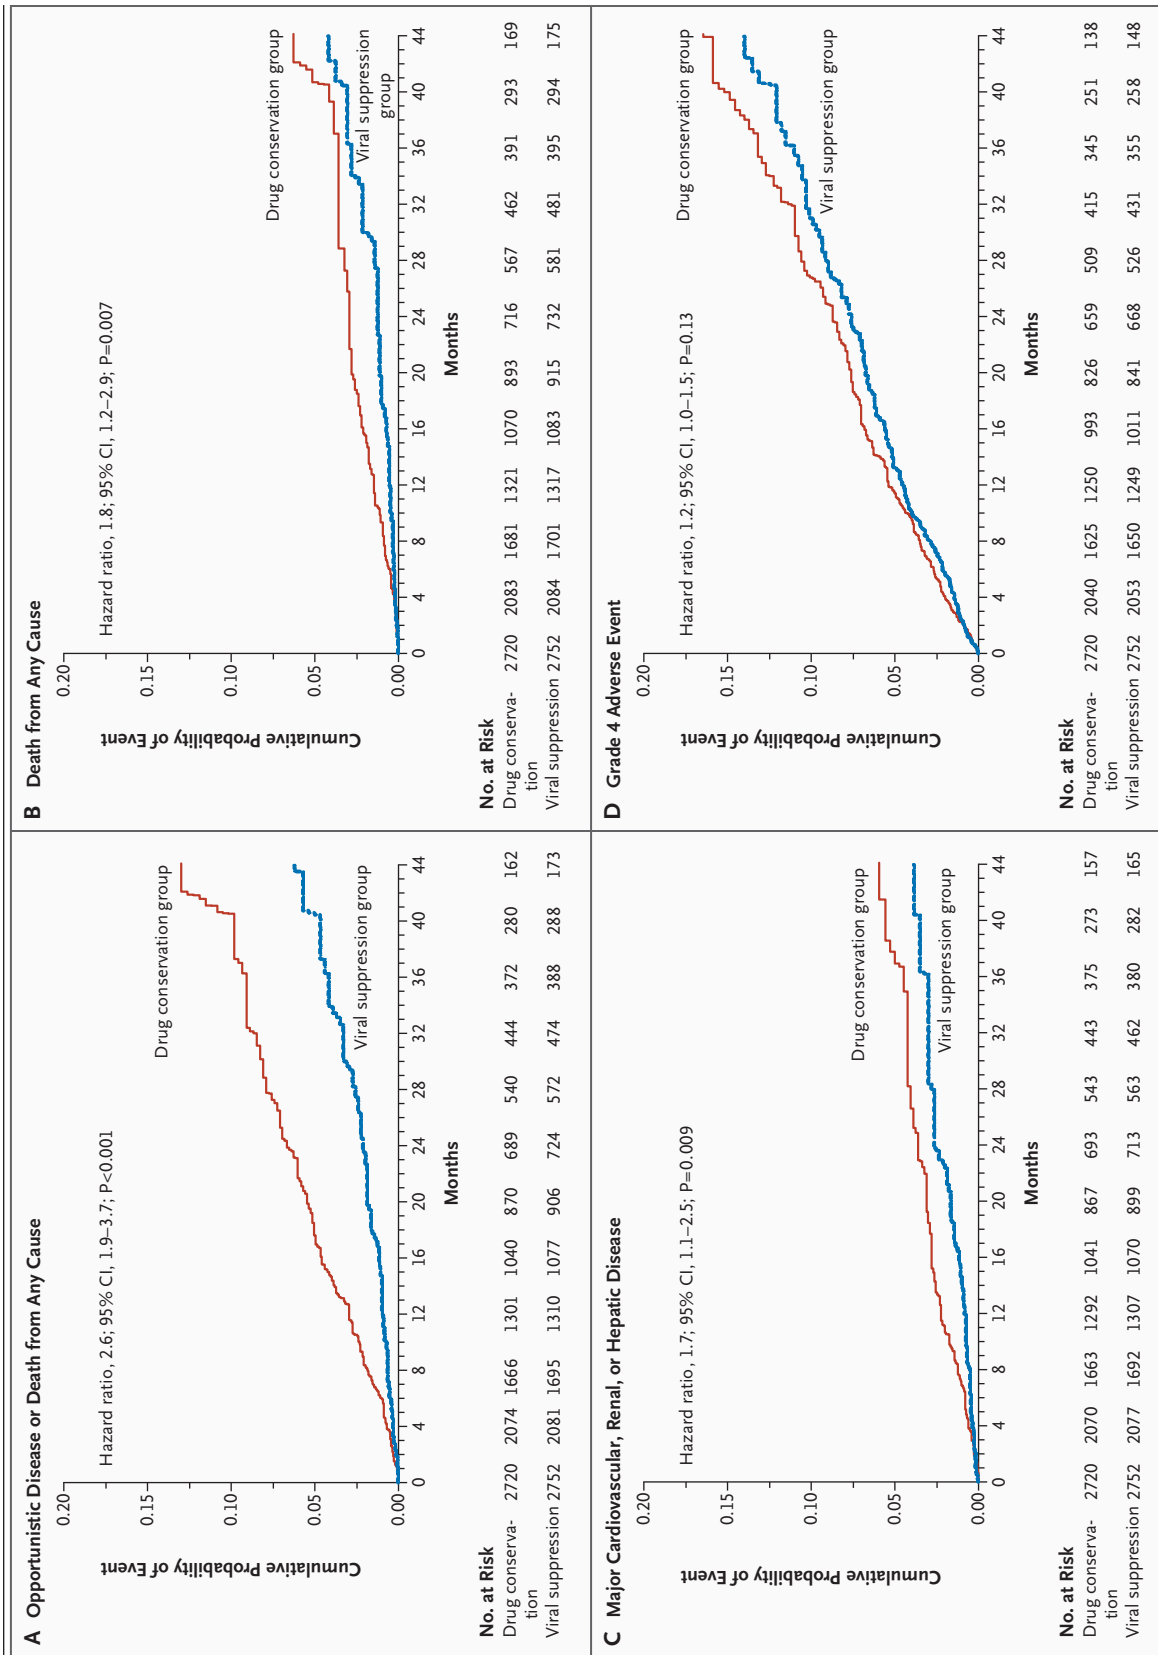 A Opportunistic Disease or Death from Any Cause
0.20
0.15
0.10
0.05
0.00
Cumulative Probability of Event
Hazard ratio, 2.6; 95% CI, 1.9–3.7; P<0.001
Drug conservation group
Viral suppression group
0 4 8 12 16 20 24 28 32 36 40 44
Months
No. at Risk
Drug conserva-
tion
2720 2074 1666 1301 1040 870 689 540 444 372 280 162
Viral suppression 2752 2081 1695 1310 1077 906 724 572 474 388 288 173
B Death from Any Cause
0.20
0.15
0.10
0.05
0.00
Cumulative Probability of Event
Hazard ratio, 1.8; 95% CI, 1.2–2.9; P=0.007
Drug conservation group
Viral suppression
group
0 4 8 12 16 20 24 28 32 36 40 44
Months
No. at Risk
Drug conserva-
tion
2720 2083 1681 1321 1070 893 716 567 462 391 293 169
Viral suppression 2752 2084 1701 1317 1083 915 732 581 481 395 294 175
C Major Cardiovascular, Renal, or Hepatic Disease
0.20
0.15
0.10
0.05
0.00
Cumulative Probability of Event
Hazard ratio, 1.7; 95% CI, 1.1–2.5; P=0.009
Drug conservation group
Viral suppression group
0 4 8 12 16 20 24 28 32 36 40 44
Months
No. at Risk
Drug conserva-
tion
2720 2070 1663 1292 1041 867 693 543 443 375 273 157
Viral suppression 2752 2077 1692 1307 1070 899 713 563 462 380 282 165
D Grade 4 Adverse Event
0.20
0.15
0.10
0.05
0.00
Cumulative Probability of Event
Hazard ratio, 1.2; 95% CI, 1.0–1.5; P=0.13
Drug conservation group
Viral suppression group
0 4 8 12 16 20 24 28 32 36 40 44
Months
No. at Risk
Drug conserva-
tion
2720 2040 1625 1250 993 826 659 509 415 345 251 138
Viral suppression 2752 2053 1650 1249 1011 841 668 526 431 355 258 148